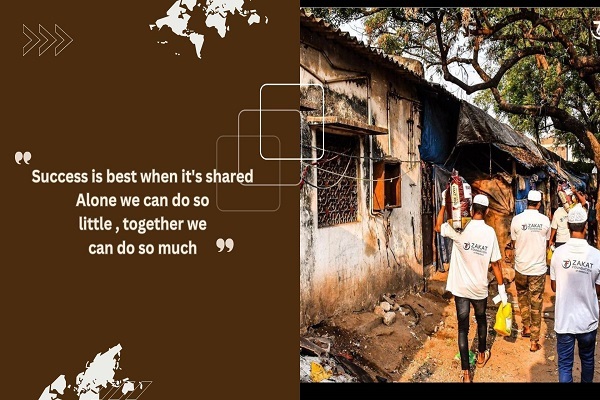 Success is best when it's shared
Alone we can do so
little , together we
can do so much
ZAKAT
ZAKAT
ZAKAT